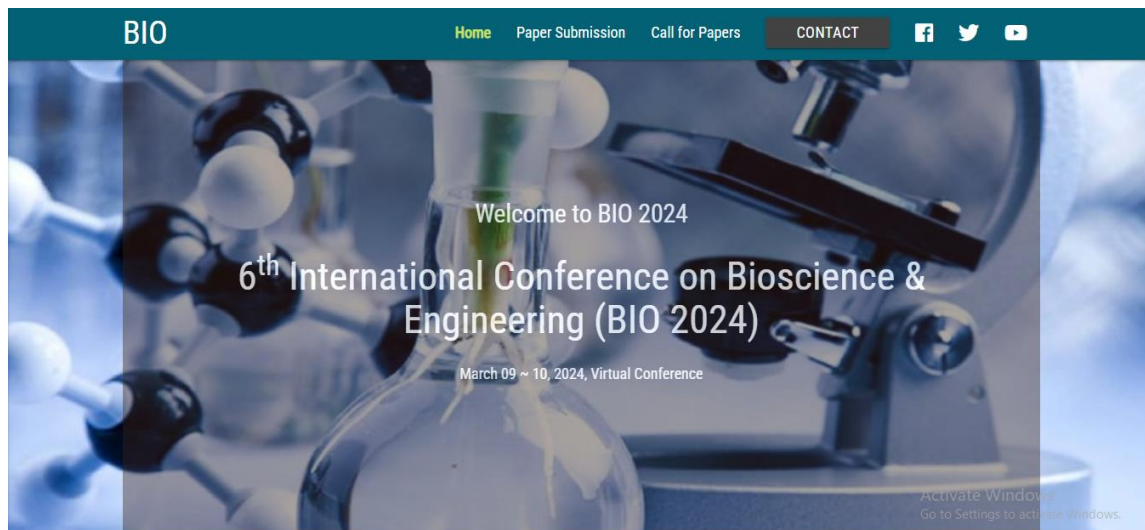 BIO
Home Paper Submission Call for Papers CONTACT
Welcome to BIO 2024
6th International Conference on Bioscience &
Engineering (BIO 2024)
March 09 ~ 10, 2024, Virtual Conference
Activate Windows
Go to Settings to activate Windows.